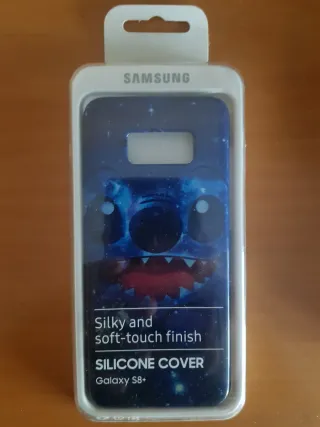 SAMSUNG
Silky and
soft-touch finish
SILICONE COVER
Galaxy S8+